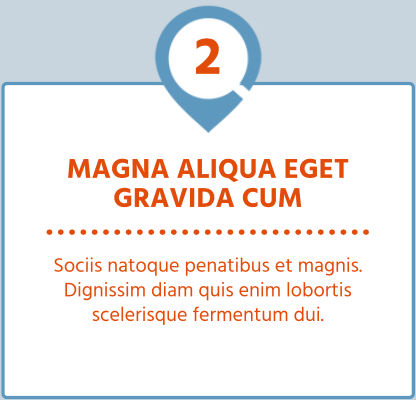 2
MAGNA ALIQUA EGET
GRAVIDA CUM
Sociis natoque penatibus et magnis.
Dignissim diam quis enim lobortis
scelerisque fermentum dui.